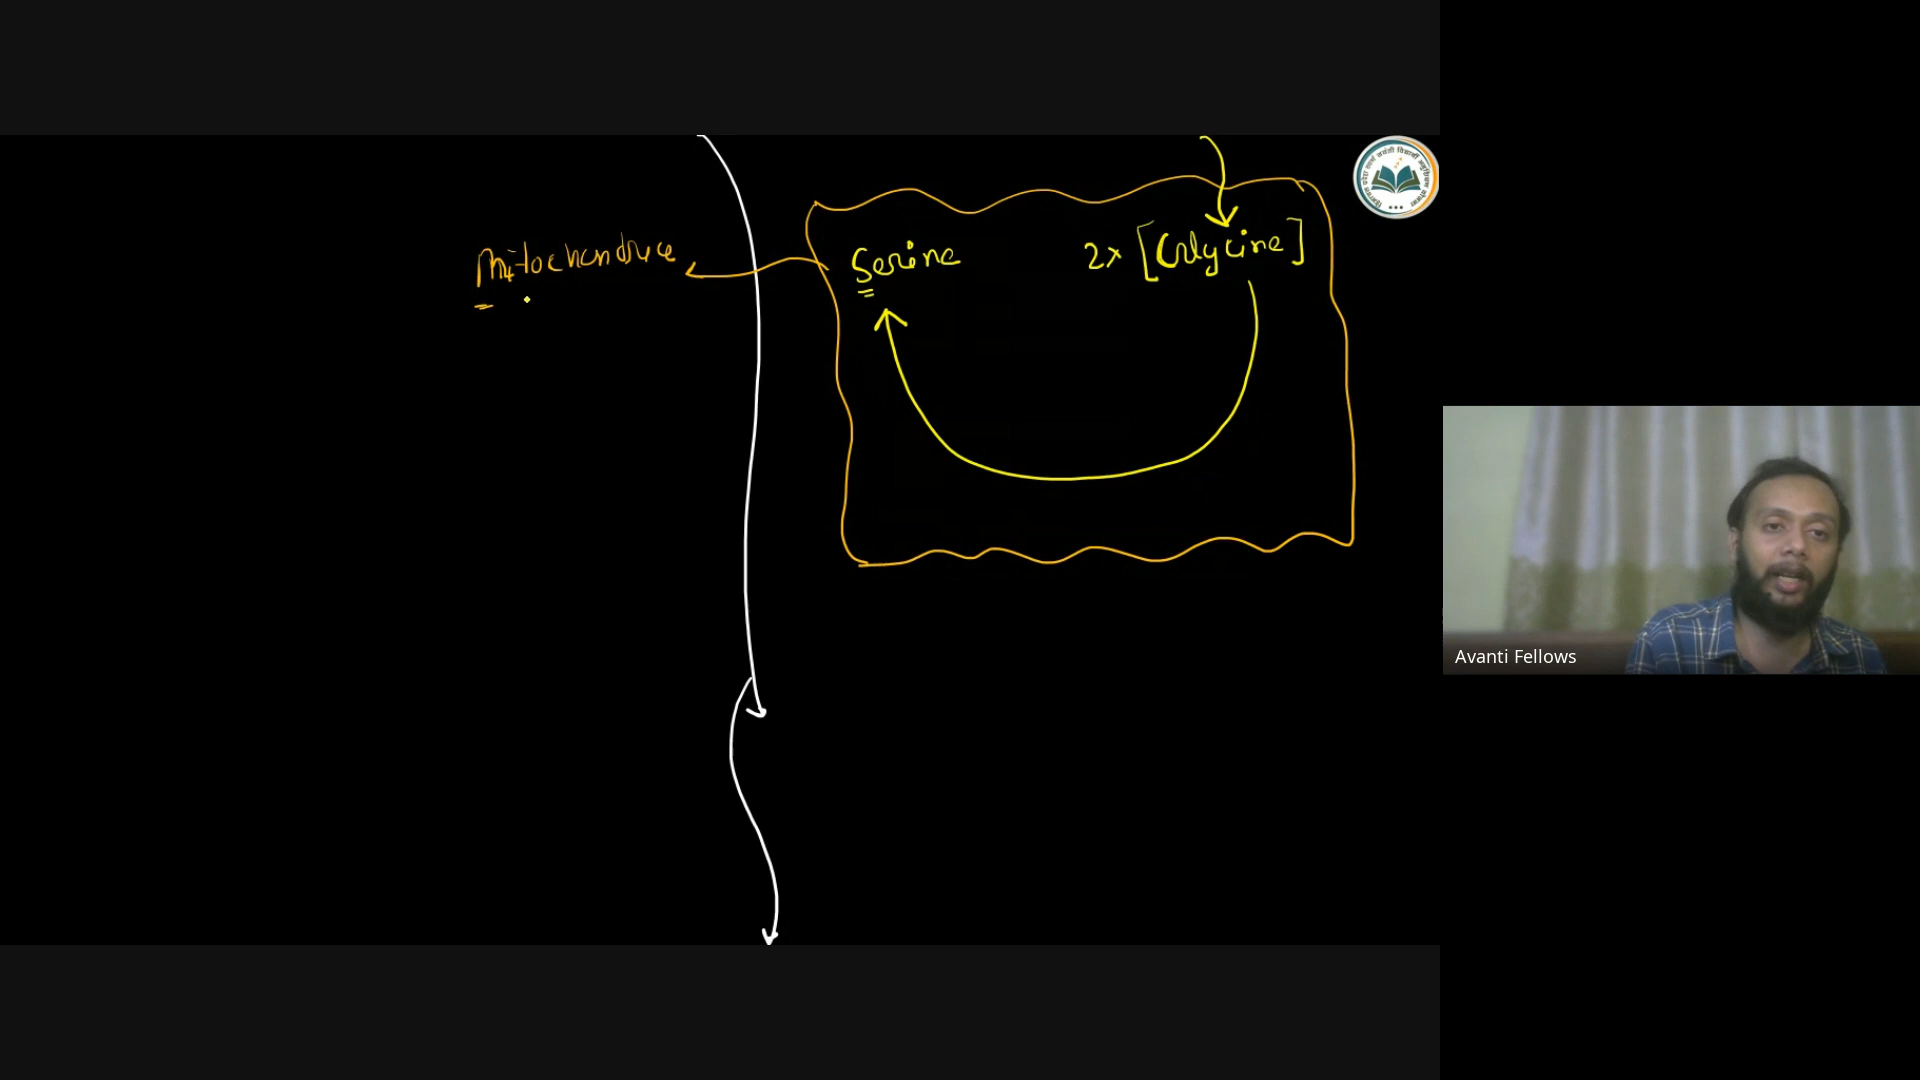 Mitochondria
Serine
2x [Glycine]
Avanti Fellows